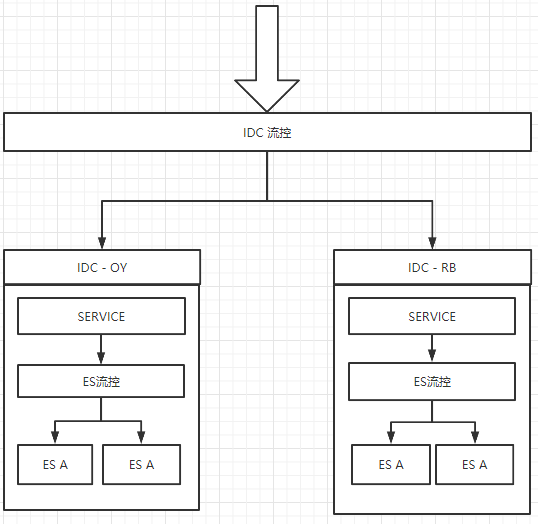 IDC 流控
IDC - OY
IDC - RB
SERVICE
SERVICE
ES流控
ES流控
ES A
ES A
ES A
ES A